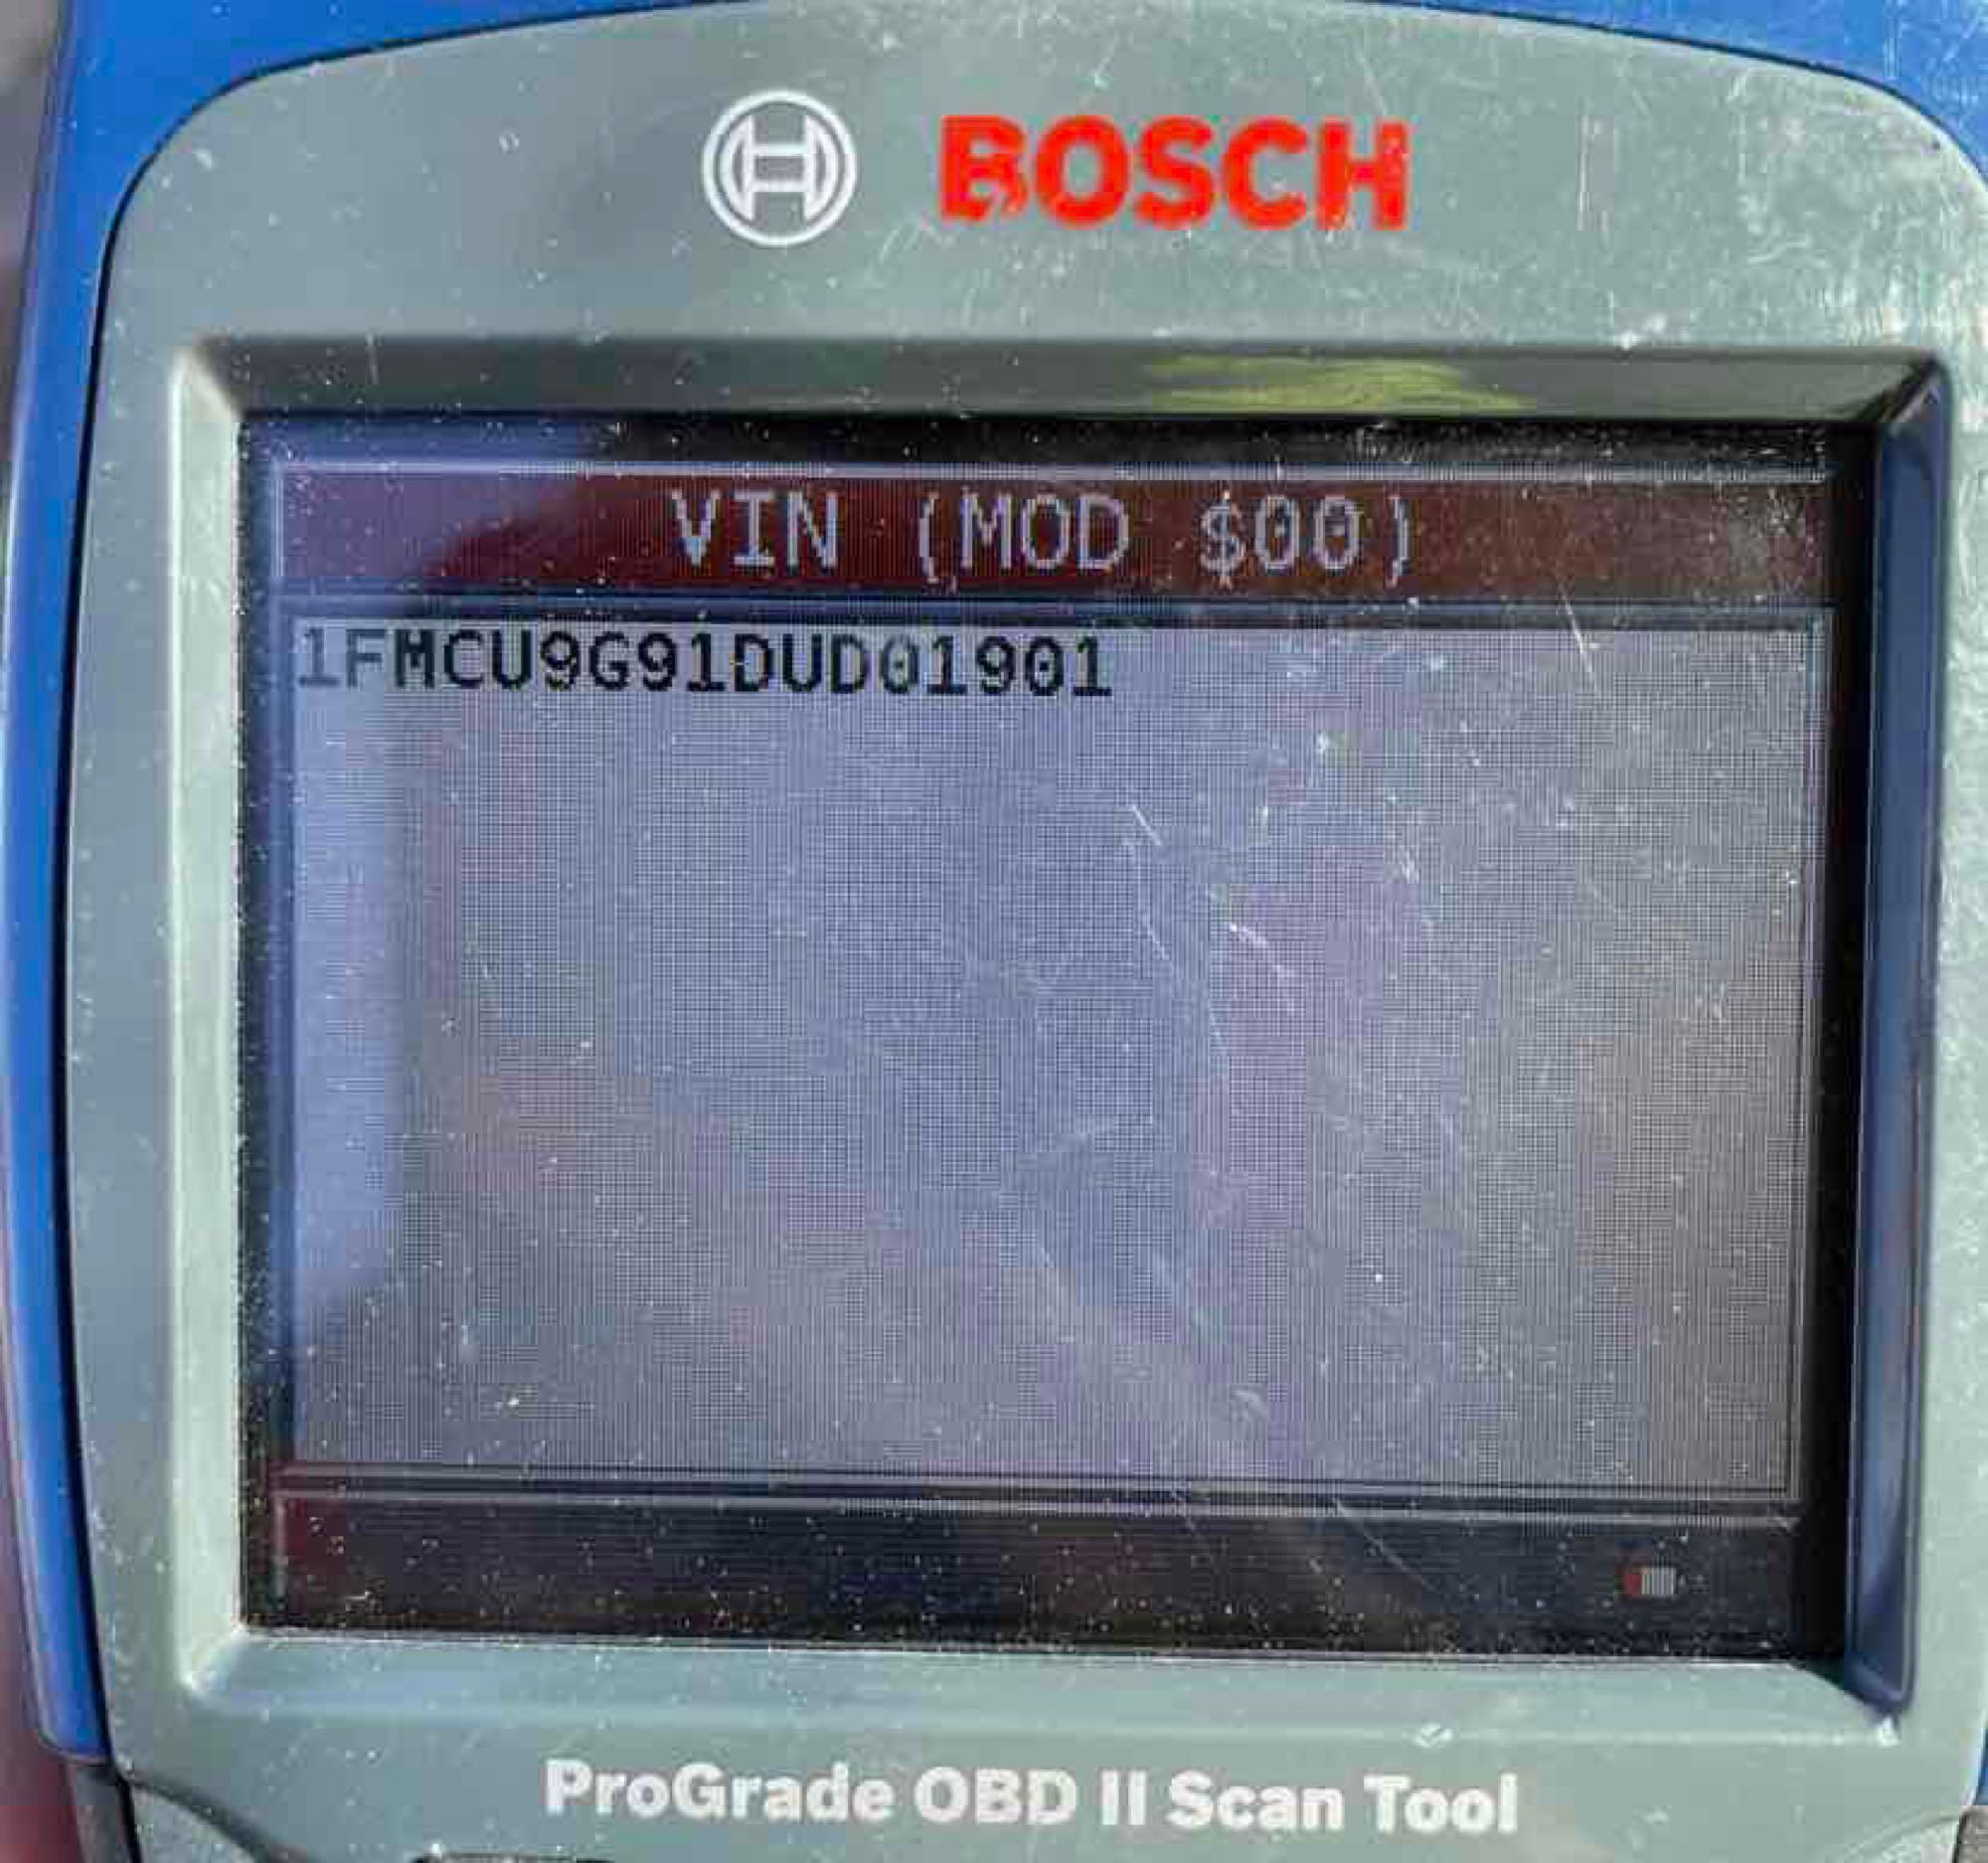 BOSCH
VIN (MOD $00)
1FMCU9G91DUD01901
ProGrade OBD II Scan Tool